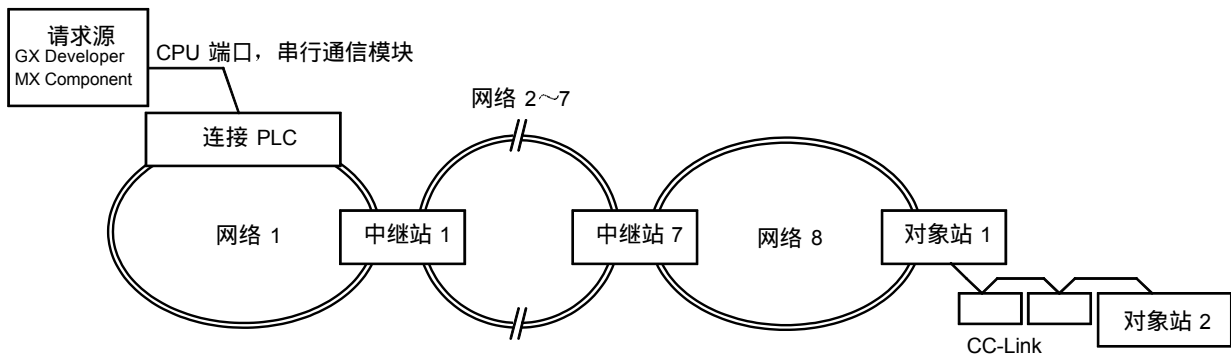 请求源
GX Developer
MX Component
CPU 端口，串行通信模块
连接 PLC
网络 2～7
网络 1
中继站 1
中继站 7
网络 8
对象站 1
对象站 2
CC-Link